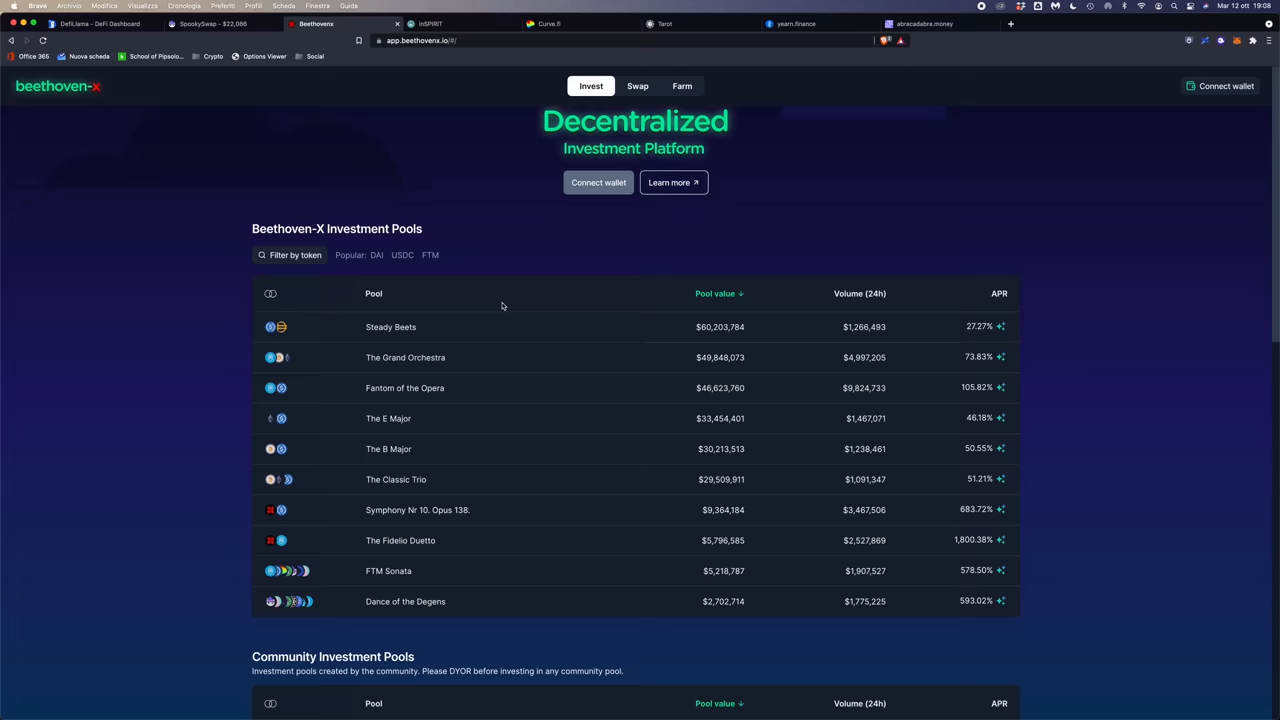 Brave Archivio Modifica Visualizza Cronologia Preferiti Profili Scheda Finestra Guida Mar 12 ott 19:08
DefiLlama - DeFi Dashboard SpookySwap - $22,086 Beethovenx inSPIRIT Curve.fi Tarot yearn.finance abracadabra.money
app.beethovenx.io/#/
Office 365 Nuova scheda School of Pipsolo... Crypto Options Viewer Social
beethoven-x Invest Swap Farm Connect wallet
Decentralized
Investment Platform
Connect wallet Learn more
Beethoven-X Investment Pools
Filter by token Popular: DAI USDC FTM
Pool Pool value Volume (24h) APR
Steady Beets $60,203,784 $1,266,493 27.27%
The Grand Orchestra $49,848,073 $4,997,205 73.83%
Fantom of the Opera $46,623,760 $9,824,733 105.82%
The E Major $33,454,401 $1,467,071 46.18%
The B Major $30,213,513 $1,238,461 50.55%
The Classic Trio $29,509,911 $1,091,347 51.21%
Symphony Nr 10. Opus 138. $9,364,184 $3,467,506 683.72%
The Fidelio Duetto $5,796,585 $2,527,869 1,800.38%
FTM Sonata $5,218,787 $1,907,527 578.50%
Dance of the Degens $2,702,714 $1,775,225 593.02%
Community Investment Pools
Investment pools created by the community. Please DYOR before investing in any community pool.
Pool Pool value Volume (24h) APR